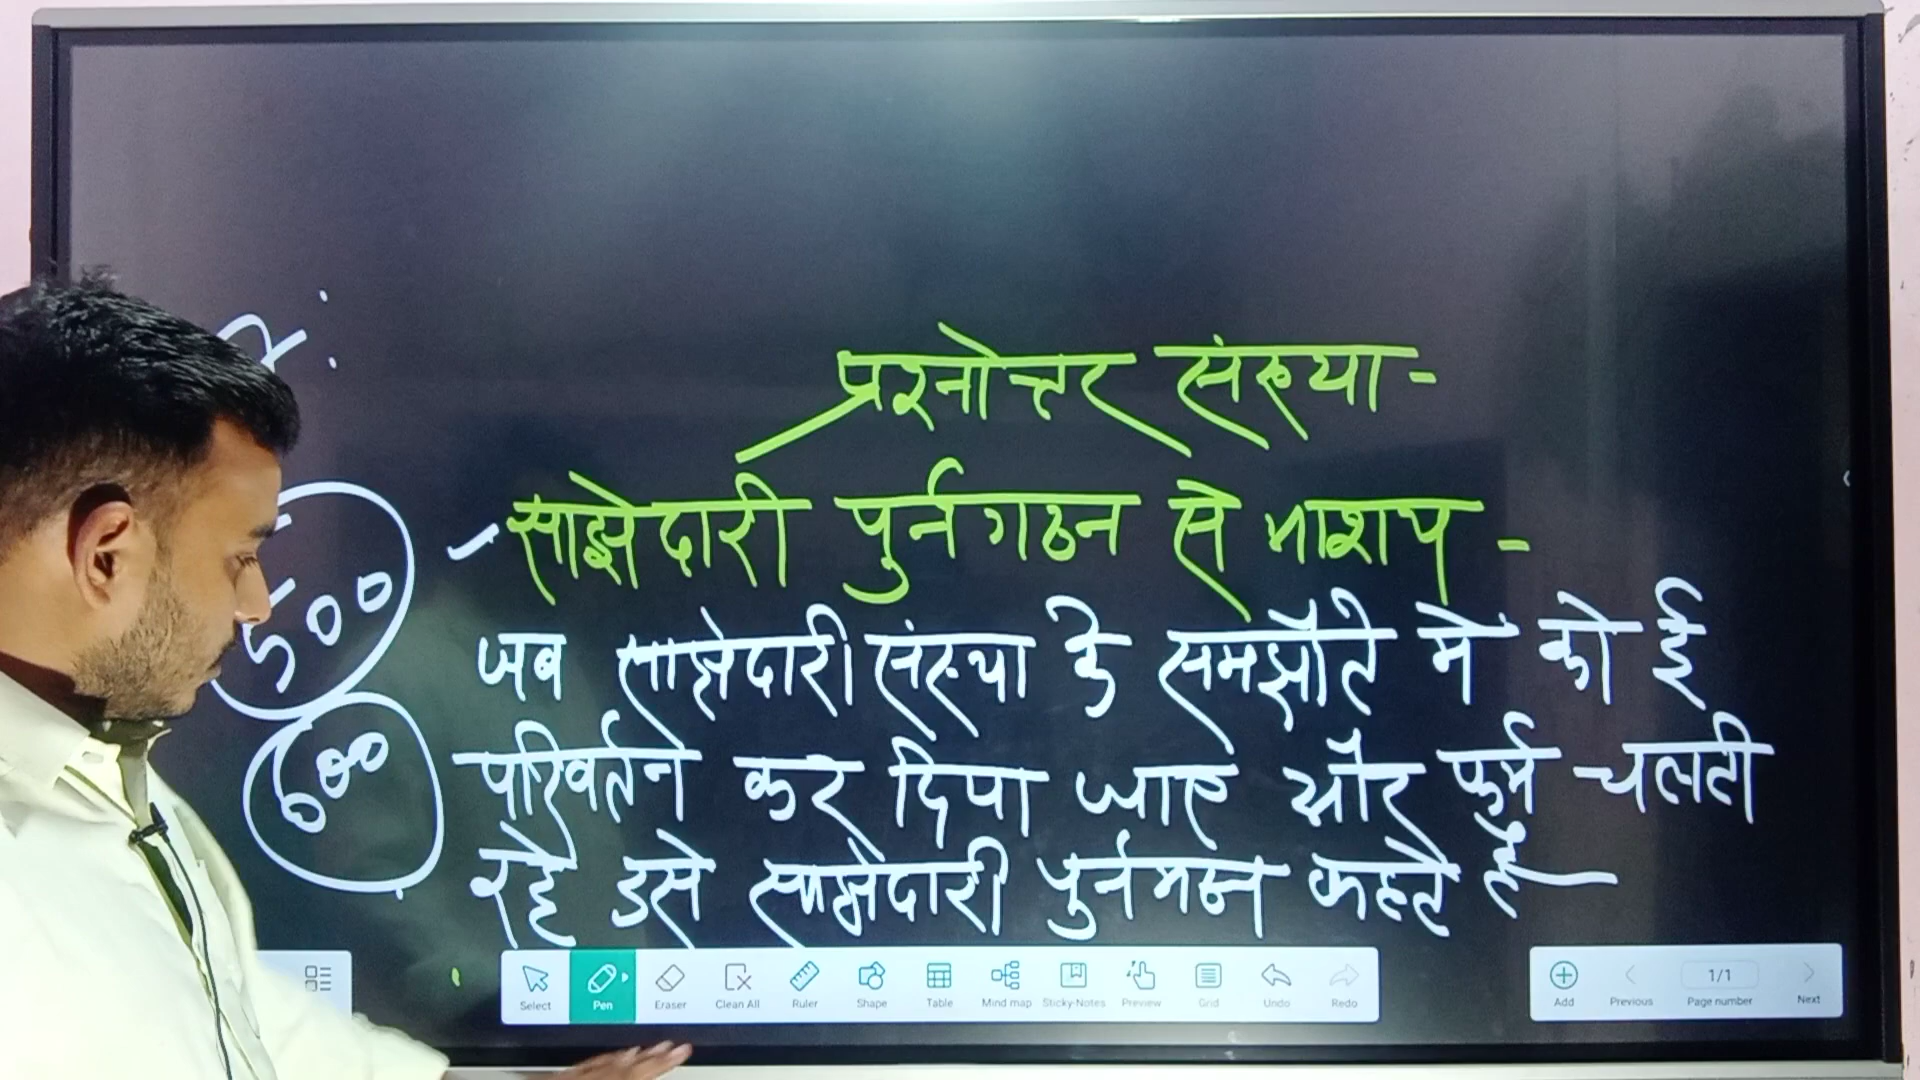 प्रश्नोत्तर संख्या -
साझेदारी पुर्नगठन से आशय -
जब साझेदारी संख्या के समझौते में कोई
परिवर्तन कर दिया जाए और फर्म चलती
रहे उसे साझेदारी पुर्नगठन कहते हैं
500
600
Select Pen Eraser Clean All Ruler Shape Table Mind map Sticky-Notes Preview Grid Undo Redo
Add Previous 1/1 Page number Next